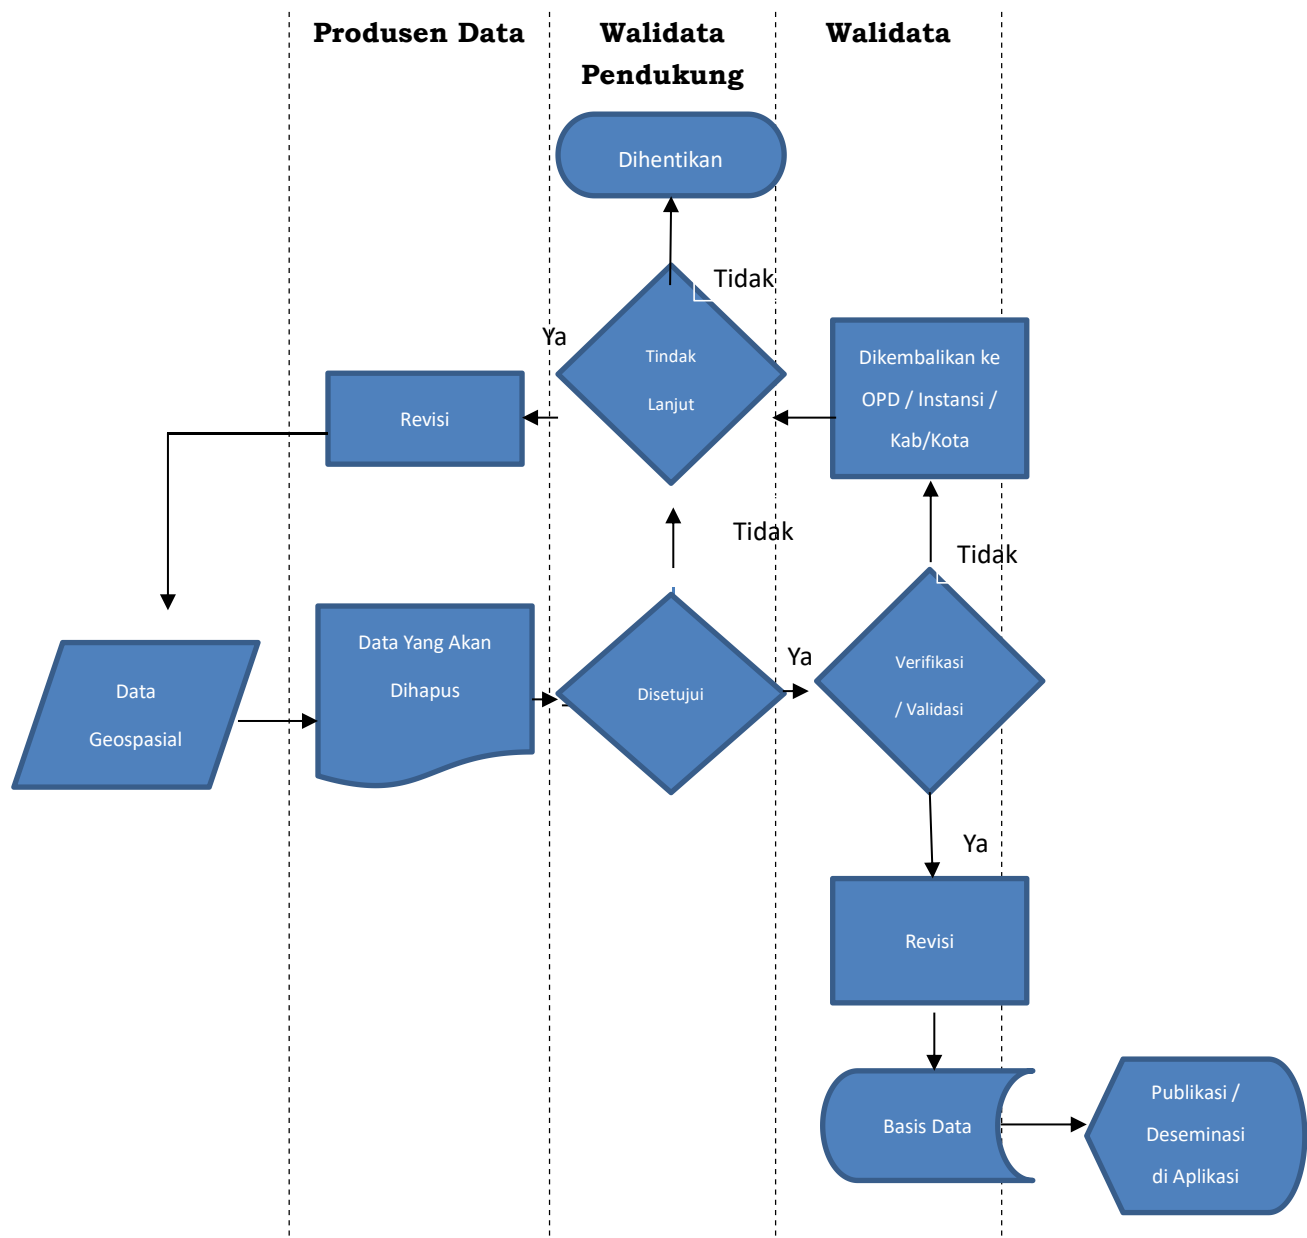 Produsen Data
Walidata
Pendukung
Walidata
Dihentikan
Tidak
Ya
Tindak
Lanjut
Dikembalikan ke
OPD / Instansi /
Kab/Kota
Revisi
Tidak
Tidak
Data
Geospasial
Data Yang Akan
Dihapus
Disetujui
Ya
Verifikasi
/ Validasi
Ya
Revisi
Basis Data
Publikasi /
Deseminasi
di Aplikasi